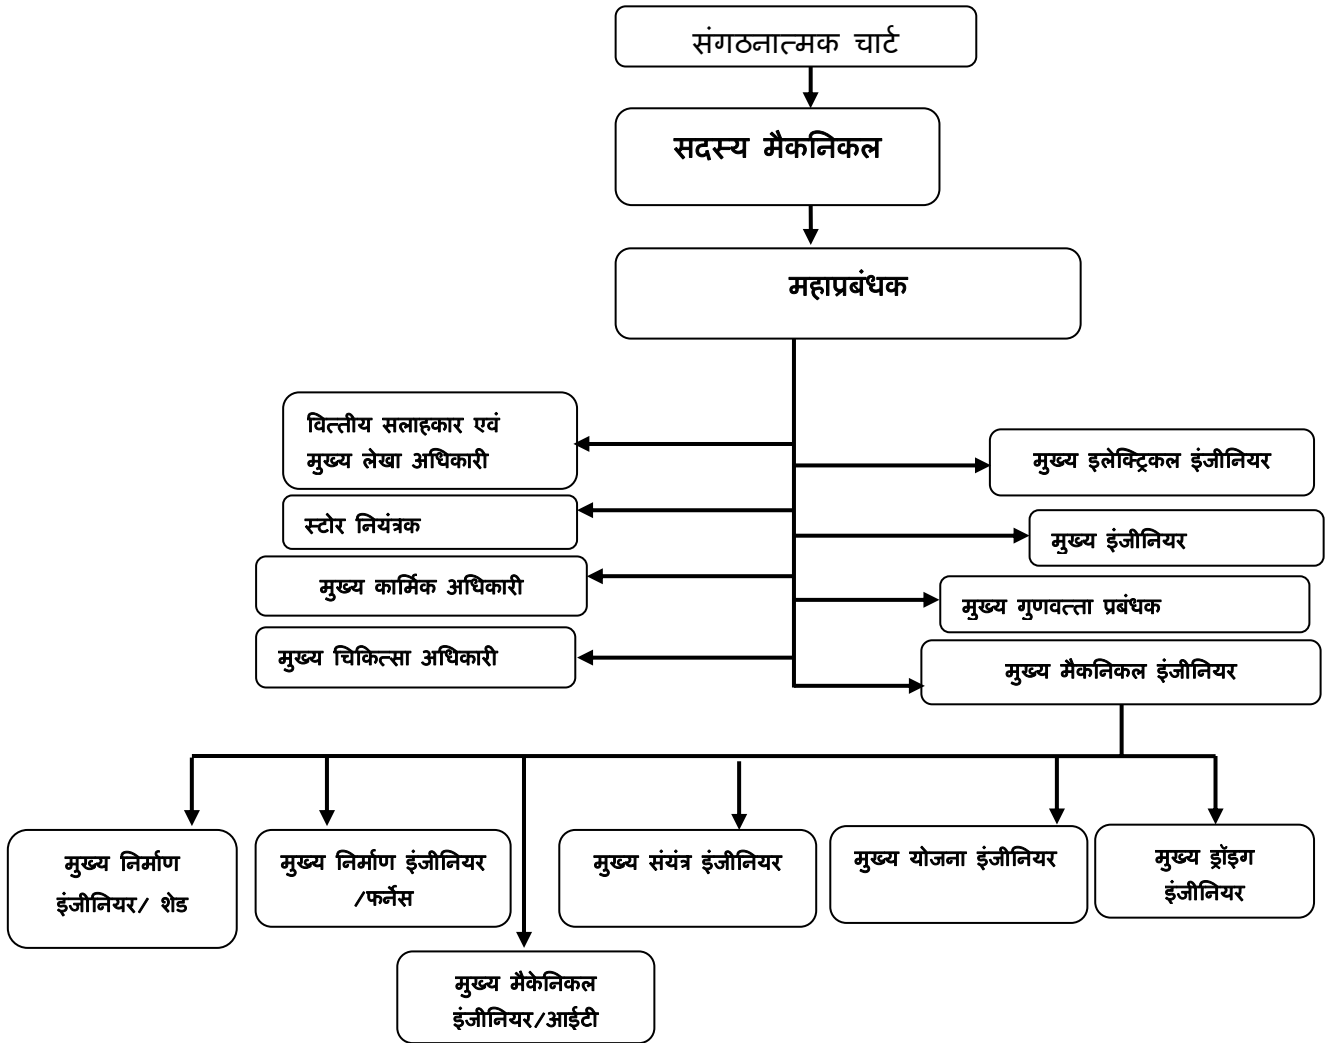 संगठनात्मक चार्ट
सदस्य मैकनिकल
महाप्रबंधक
वित्तीय सलाहकार एवं
मुख्य लेखा अधिकारी
स्टोर नियंत्रक
मुख्य कार्मिक अधिकारी
मुख्य चिकित्सा अधिकारी
मुख्य इलेक्ट्रिकल इंजीनियर
मुख्य इंजीनियर
मुख्य गुणवत्ता प्रबंधक
मुख्य मैकनिकल इंजीनियर
मुख्य निर्माण
इंजीनियर/ शेड
मुख्य निर्माण इंजीनियर
/फर्नेस
मुख्य मैकेनिकल
इंजीनियर/आईटी
मुख्य संयंत्र इंजीनियर
मुख्य योजना इंजीनियर
मुख्य ड्रॉइग
इंजीनियर